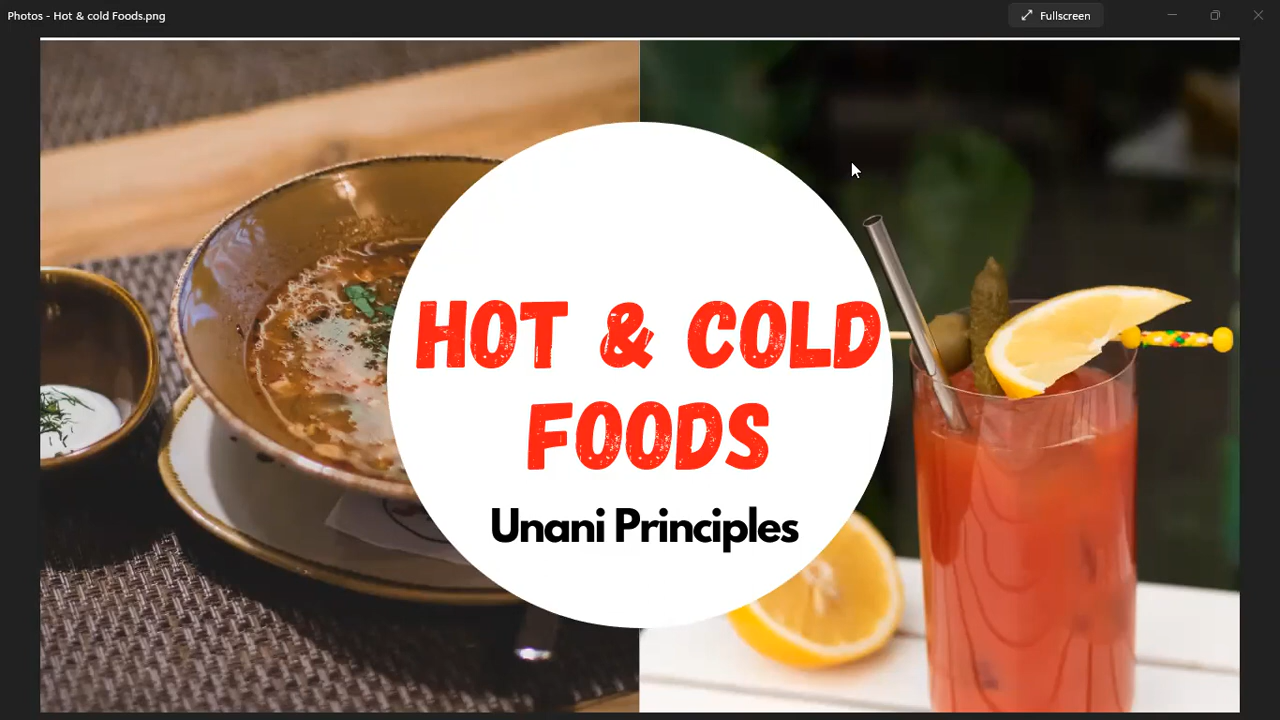 Photos - Hot & cold Foods.png
Fullscreen
HOT & COLD
FOODS
Unani Principles